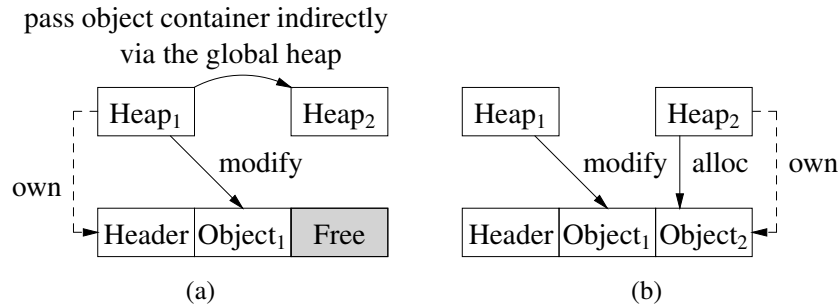 pass object container indirectly
via the global heap
Heap₁ Heap₂
modify
own
Header Object₁ Free
(a)
Heap₁ Heap₂
modify alloc
own
Header Object₁ Object₂
(b)